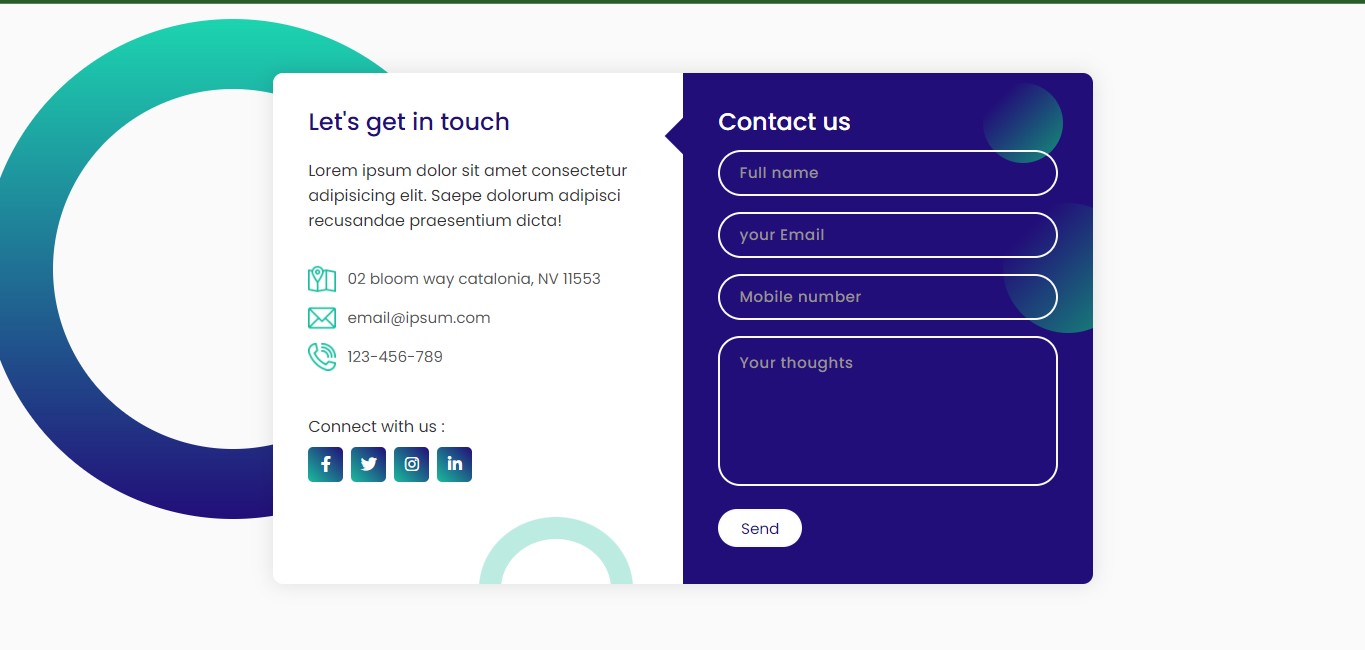 Let's get in touch
Lorem ipsum dolor sit amet consectetur
adipisicing elit. Saepe dolorum adipisci
recusandae praesentium dicta!
02 bloom way catalonia, NV 11553
email@ipsum.com
123-456-789
Connect with us :
Contact us
Full name
your Email
Mobile number
Your thoughts
Send